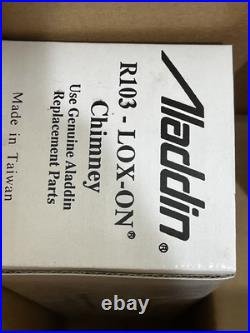 Aladdin®
R103 - LOX-ON®
Chimney
Use Genuine Aladdin
Replacement Parts
Made in Taiwan